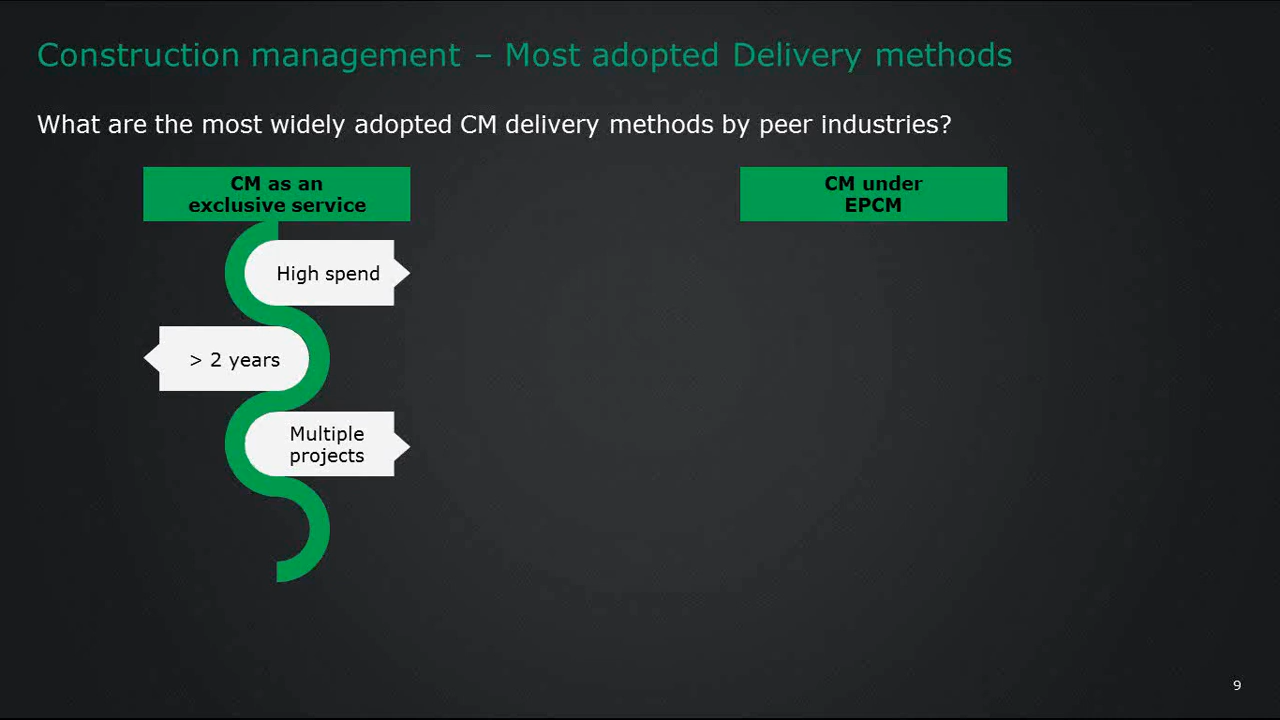 Construction management – Most adopted Delivery methods
What are the most widely adopted CM delivery methods by peer industries?
CM as an
exclusive service
High spend
> 2 years
Multiple
projects
CM under
EPCM
9